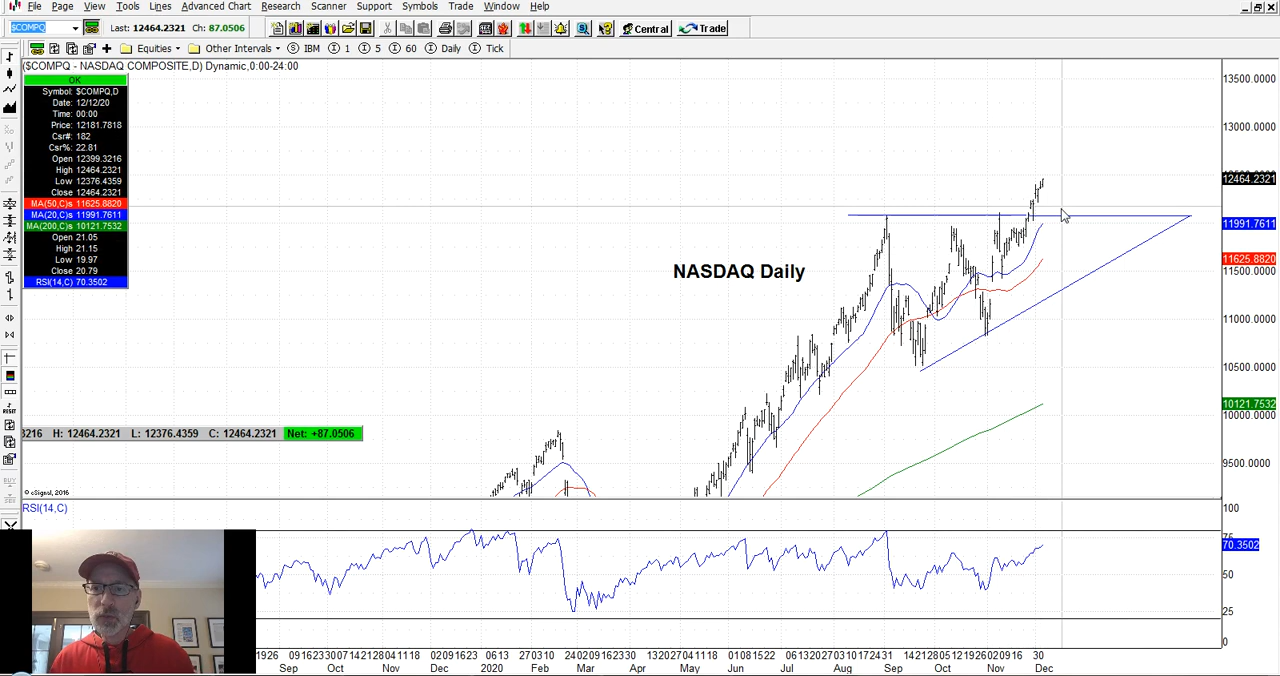 File Page View Tools Lines Advanced Chart Research Scanner Support Symbols Trade Window Help
$COMPQ Last: 12464.2321 Ch: 87.0506 Central Trade
Equities Other Intervals S IBM I 1 I 5 I 60 I Daily I Tick
($COMPQ - NASDAQ COMPOSITE,D) Dynamic,0:00-24:00
OK
Symbol: $COMPQ,D
Date: 12/12/20
Time: 00:00
Price: 12181.7818
Csr#: 182
Csr%: 22.81
Open 12399.3216
High 12464.2321
Low 12376.4359
Close 12464.2321
MA(50,C)s 11625.8820
MA(20,C)s 11991.7611
MA(200,C)s 10121.7532
Open 21.05
High 21.15
Low 19.97
Close 20.79
RSI(14,C) 70.3502
NASDAQ Daily
13500.0000
13000.0000
12464.2321
11991.7611
11625.8820
11500.0000
11000.0000
10500.0000
10121.7532
10000.0000
9500.0000
3216 H: 12464.2321 L: 12376.4359 C: 12464.2321 Net: +87.0506
© eSignal, 2016
RESET
BUY
RSI(14,C)
100
75
70.3502
50
25
0
Sep Oct Nov Dec 2020 Feb Mar Apr May Jun Jul Aug Sep Oct Nov Dec